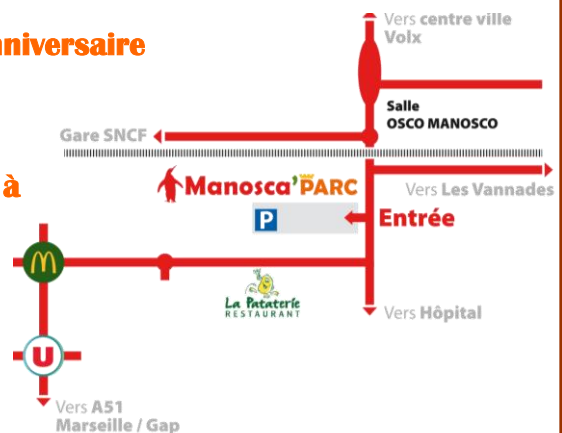 Vers centre ville
Volx
nniversaire
Salle
OSCO MANOSCO
Gare SNCF
à
Manosca'PARC
Vers Les Vannades
P
Entrée
M
La Pataterie
RESTAURANT
Vers Hôpital
U
Vers A51
Marseille / Gap